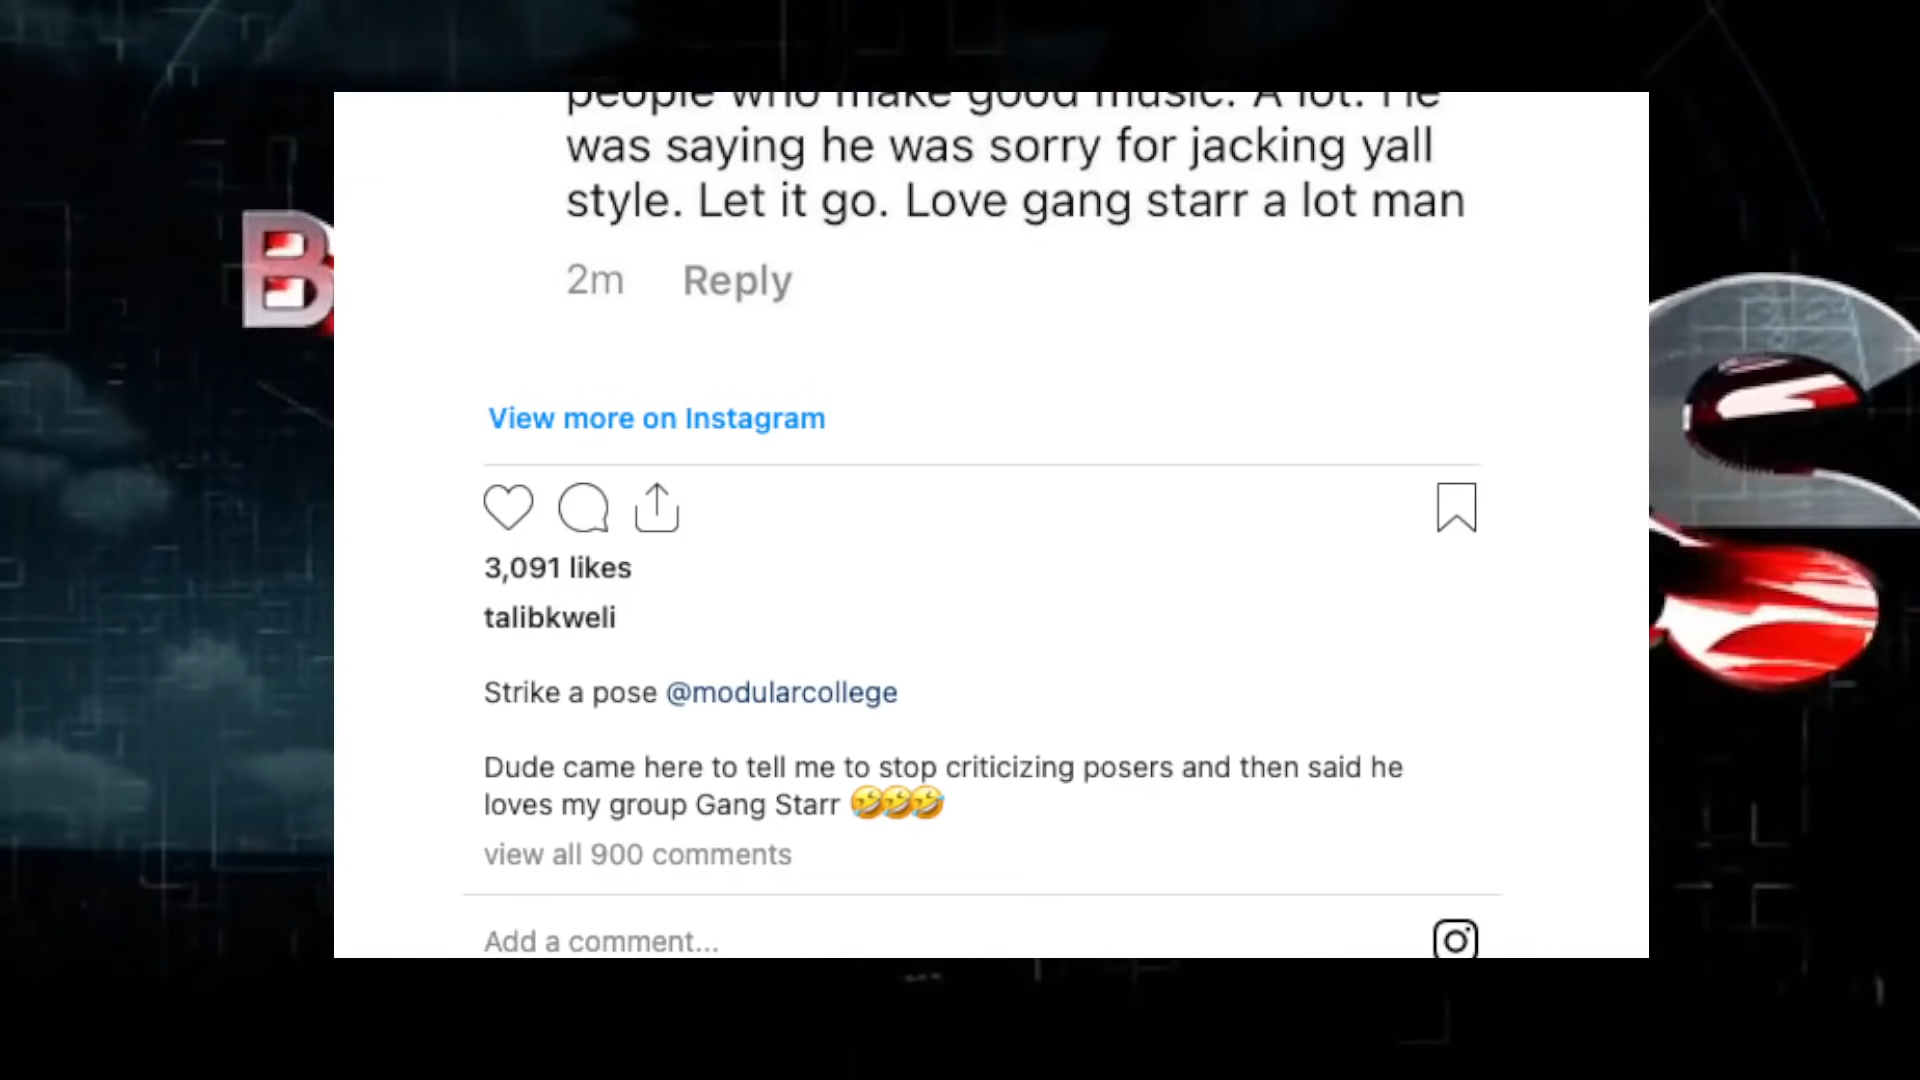 people who make good music. A lot. He
was saying he was sorry for jacking yall
style. Let it go. Love gang starr a lot man
2m Reply
View more on Instagram
3,091 likes
talibkweli
Strike a pose @modularcollege
Dude came here to tell me to stop criticizing posers and then said he
loves my group Gang Starr 🤣🤣🤣
view all 900 comments
Add a comment...
B